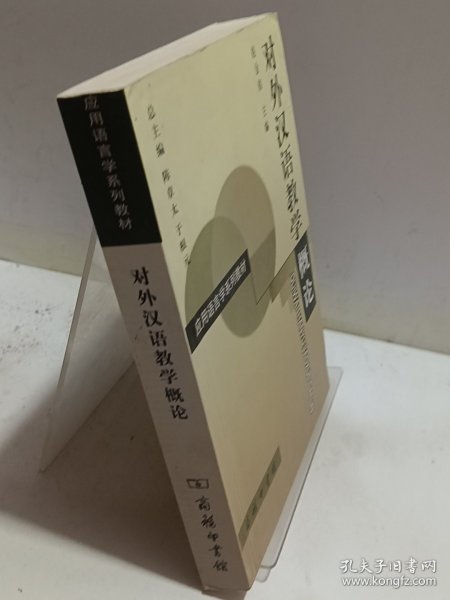 应用语言学系列教材
对外汉语教学概论
商务印书馆
对外汉语教学
概论
主编
总主编 陈章太 于根元
应用语言学系列教材
商务印书馆
孔夫子旧书网
www.kongfz.com